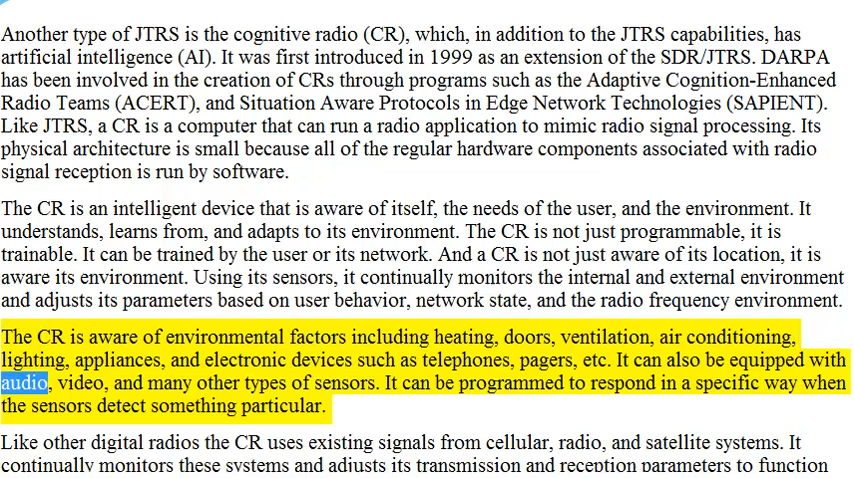 Another type of JTRS is the cognitive radio (CR), which, in addition to the JTRS capabilities, has
artificial intelligence (AI). It was first introduced in 1999 as an extension of the SDR/JTRS. DARPA
has been involved in the creation of CRs through programs such as the Adaptive Cognition-Enhanced
Radio Teams (ACERT), and Situation Aware Protocols in Edge Network Technologies (SAPIENT).
Like JTRS, a CR is a computer that can run a radio application to mimic radio signal processing. Its
physical architecture is small because all of the regular hardware components associated with radio
signal reception is run by software.
The CR is an intelligent device that is aware of itself, the needs of the user, and the environment. It
understands, learns from, and adapts to its environment. The CR is not just programmable, it is
trainable. It can be trained by the user or its network. And a CR is not just aware of its location, it is
aware its environment. Using its sensors, it continually monitors the internal and external environment
and adjusts its parameters based on user behavior, network state, and the radio frequency environment.
The CR is aware of environmental factors including heating, doors, ventilation, air conditioning,
lighting, appliances, and electronic devices such as telephones, pagers, etc. It can also be equipped with
audio, video, and many other types of sensors. It can be programmed to respond in a specific way when
the sensors detect something particular.
Like other digital radios the CR uses existing signals from cellular, radio, and satellite systems. It
continually monitors these systems and adjusts its transmission and reception parameters to function